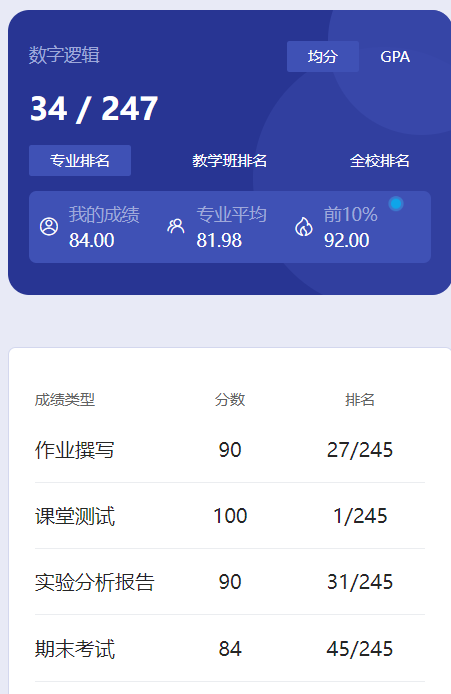 数字逻辑 均分 GPA
34 / 247
专业排名 教学班排名 全校排名
我的成绩 专业平均 前10%
84.00 81.98 92.00
成绩类型 分数 排名
作业撰写 90 27/245
课堂测试 100 1/245
实验分析报告 90 31/245
期末考试 84 45/245